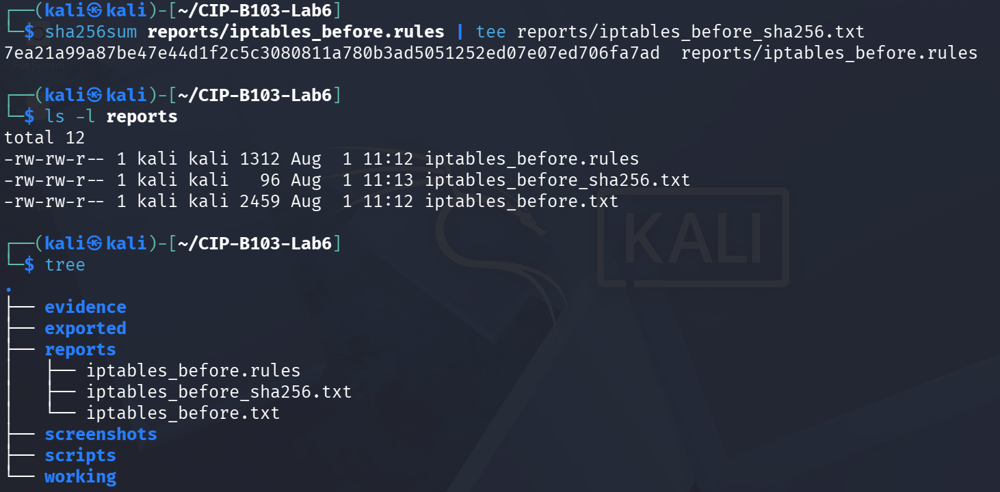 ┌──(kali㉿kali)-[~/CIP-B103-Lab6]
└─$ sha256sum reports/iptables_before.rules | tee reports/iptables_before_sha256.txt
7ea21a99a87be47e44d1f2c5c3080811a780b3ad5051252ed07e07ed706fa7ad  reports/iptables_before.rules
File System
┌──(kali㉿kali)-[~/CIP-B103-Lab6]
└─$ ls -l reports
total 12
-rw-rw-r-- 1 kali kali 1312 Aug  1 11:12 iptables_before.rules
-rw-rw-r-- 1 kali kali   96 Aug  1 11:13 iptables_before_sha256.txt
-rw-rw-r-- 1 kali kali 2459 Aug  1 11:12 iptables_before.txt
KALI
┌──(kali㉿kali)-[~/CIP-B103-Lab6]
└─$ tree
.
├── evidence
├── exported
├── reports
│   ├── iptables_before.rules
│   ├── iptables_before_sha256.txt
│   └── iptables_before.txt
├── screenshots
├── scripts
└── working